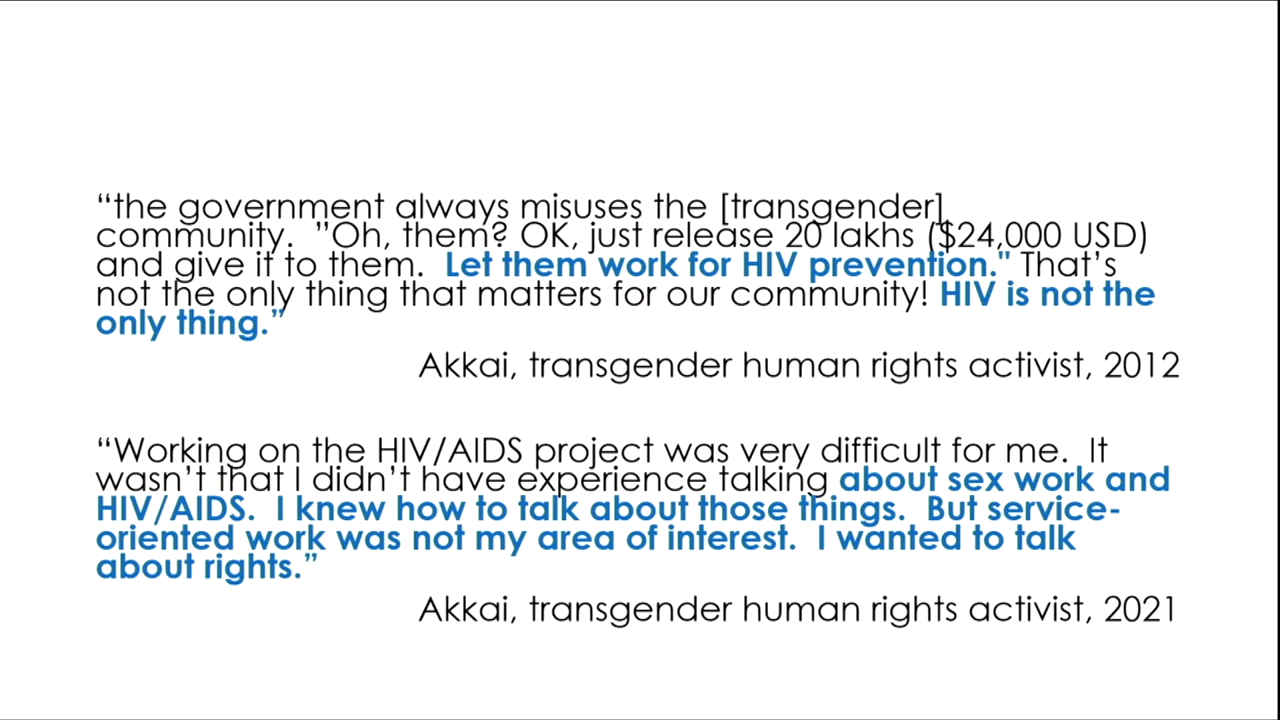 “the government always misuses the [transgender]
community.  ”Oh, them? OK, just release 20 lakhs ($24,000 USD)
and give it to them.  Let them work for HIV prevention." That’s
not the only thing that matters for our community! HIV is not the
only thing.”
Akkai, transgender human rights activist, 2012
“Working on the HIV/AIDS project was very difficult for me.  It
wasn’t that I didn’t have experience talking about sex work and
HIV/AIDS.  I knew how to talk about those things.  But service-
oriented work was not my area of interest.  I wanted to talk
about rights.”
Akkai, transgender human rights activist, 2021